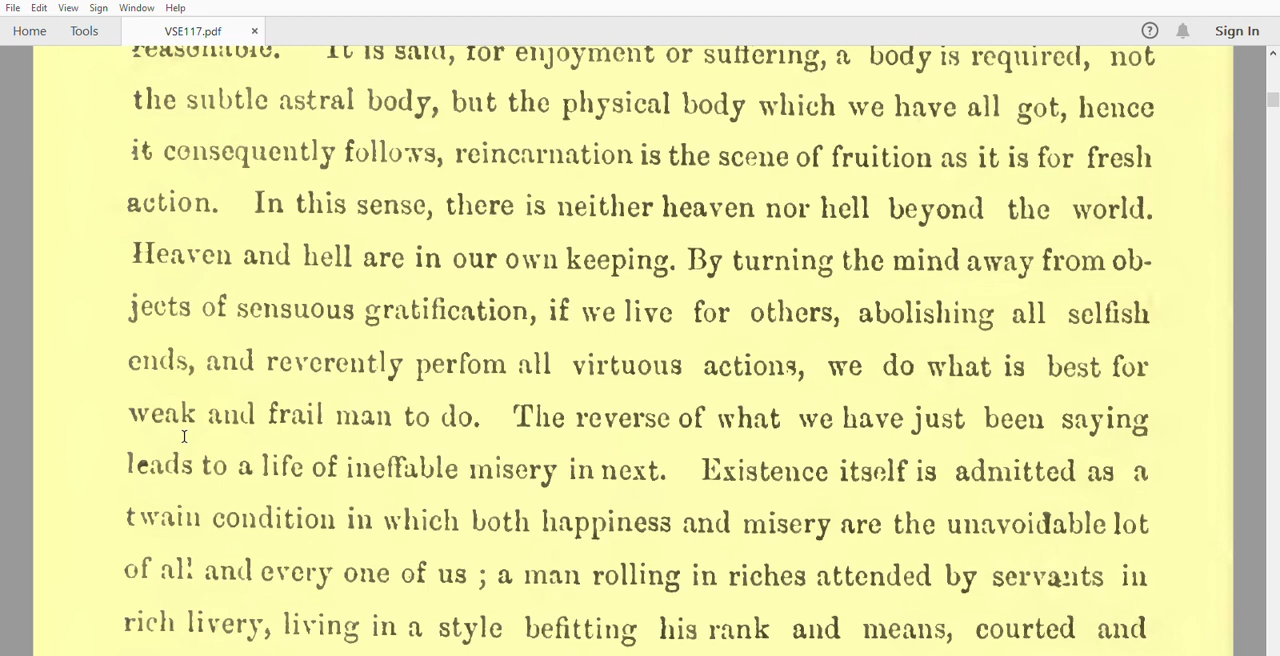 File Edit View Sign Window Help
Home Tools VSE117.pdf × Sign In
reasonable. It is said, for enjoyment or suffering, a body is required, not
the subtle astral body, but the physical body which we have all got, hence
it consequently follows, reincarnation is the scene of fruition as it is for fresh
action. In this sense, there is neither heaven nor hell beyond the world.
Heaven and hell are in our own keeping. By turning the mind away from ob-
jects of sensuous gratification, if we live for others, abolishing all selfish
ends, and reverently perfom all virtuous actions, we do what is best for
weak and frail man to do. The reverse of what we have just been saying
leads to a life of ineffable misery in next. Existence itself is admitted as a
twain condition in which both happiness and misery are the unavoidable lot
of all and every one of us ; a man rolling in riches attended by servants in
rich livery, living in a style befitting his rank and means, courted and